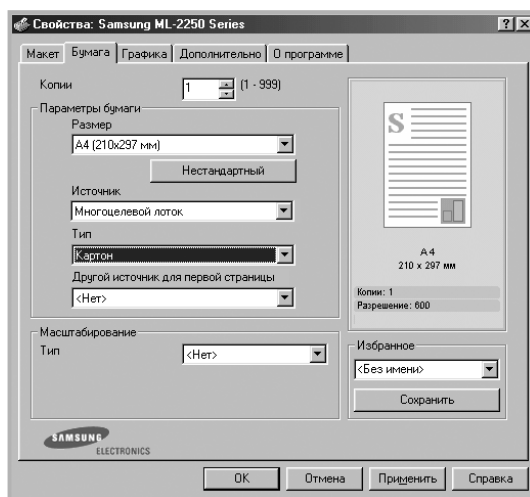 Свойства: Samsung ML-2250 Series
Макет Бумага Графика Дополнительно О программе
Копии 1 (1 - 999)
Параметры бумаги
Размер
A4 (210x297 мм)
Нестандартный
Источник
Многоцелевой лоток
Тип
Картон
Другой источник для первой страницы
<Нет>
S
A4
210 x 297 мм
Копии: 1
Разрешение: 600
Масштабирование
Тип <Нет>
Избранное
<Без имени>
Сохранить
SAMSUNG
ELECTRONICS
OK Отмена Применить Справка